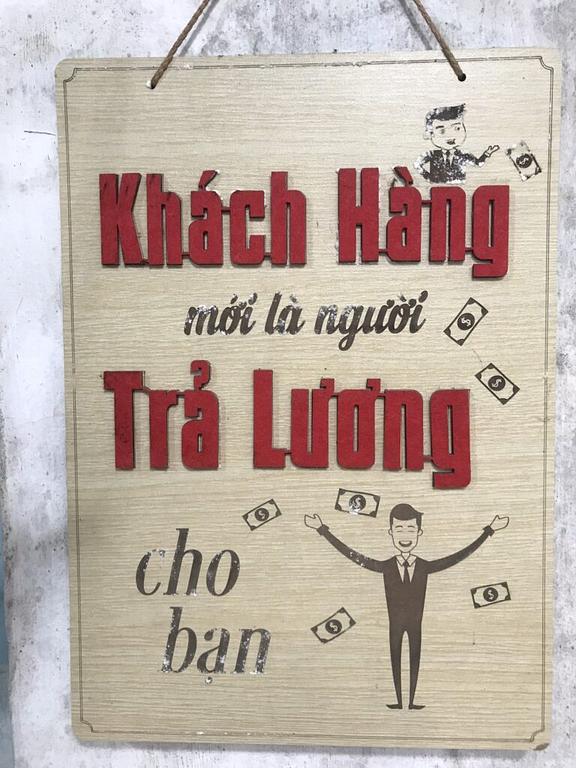 Khách Hàng
mới là người
Trả Lương
cho
bạn